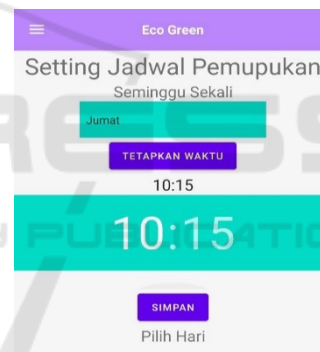 Eco Green
Setting Jadwal Pemupukan
Seminggu Sekali
Jumat
TETAPKAN WAKTU
10:15
10:15
SIMPAN
Pilih Hari